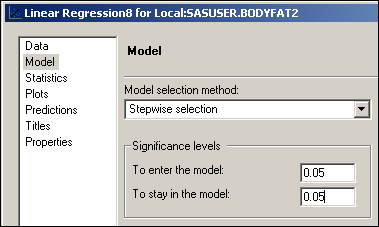 Linear Regression8 for Local:SASUSER.BODYFAT2
Data
Model
Statistics
Plots
Predictions
Titles
Properties
Model
Model selection method:
Stepwise selection
Significance levels
To enter the model:
0.05
To stay in the model:
0.05